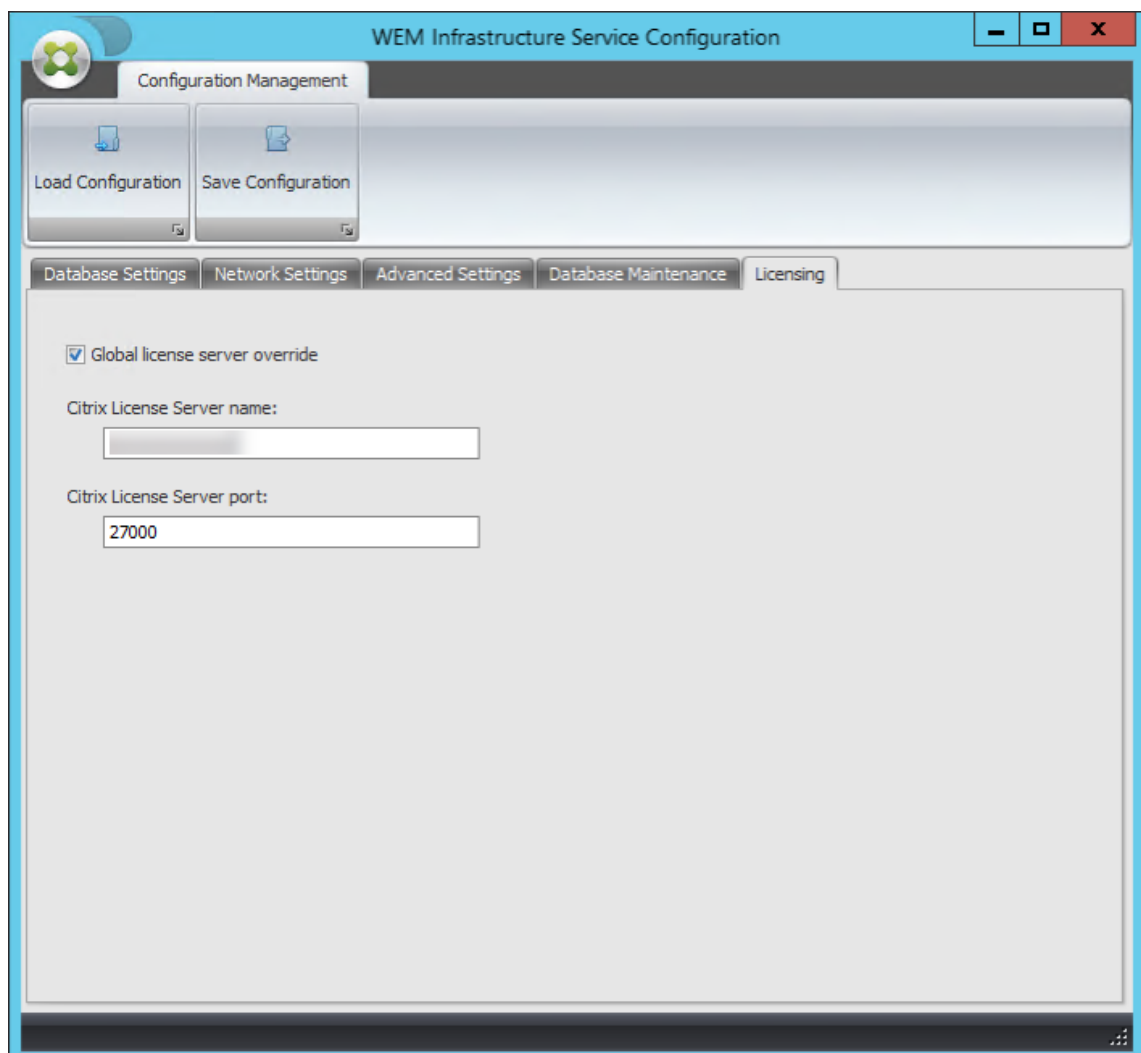 WEM Infrastructure Service Configuration
Configuration Management
Load Configuration Save Configuration
Database Settings Network Settings Advanced Settings Database Maintenance Licensing
Global license server override
Citrix License Server name:
Citrix License Server port:
27000